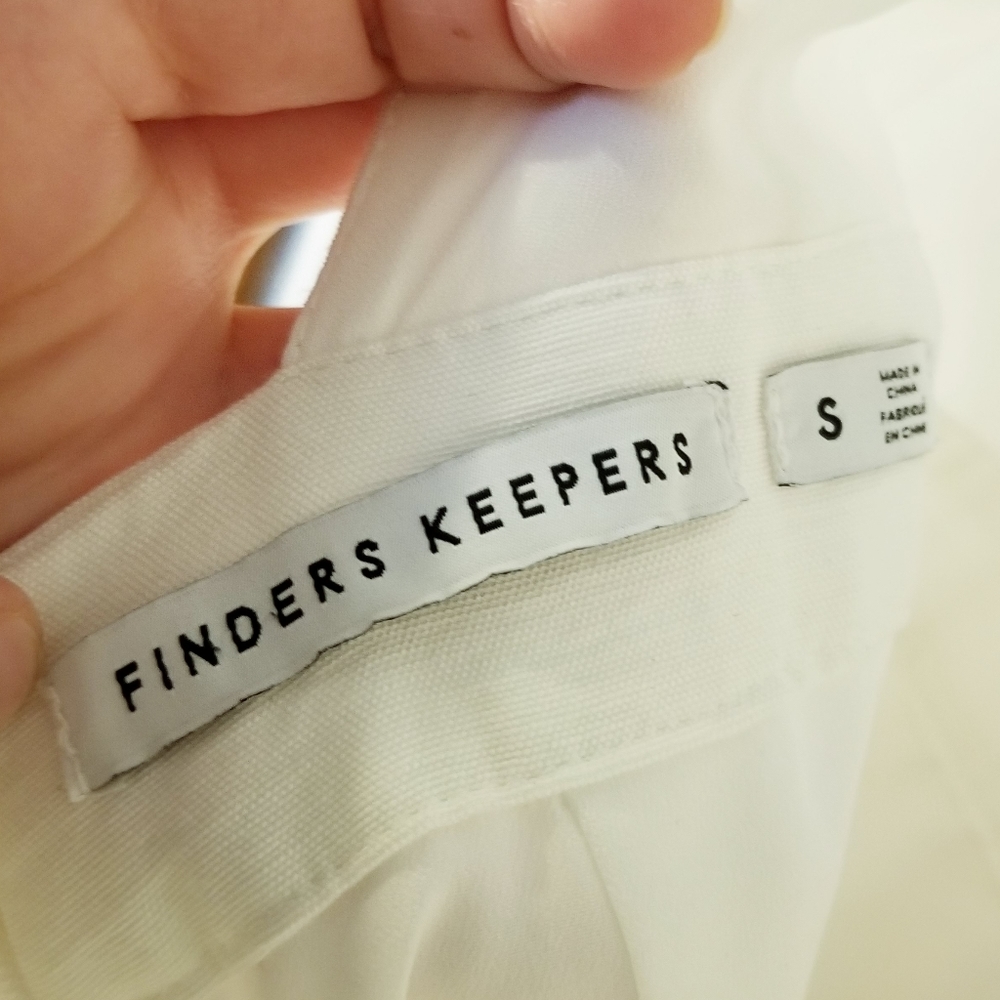 FINDERS KEEPERS
S
MADE IN
CHINA
FABRIQUÉ
EN CHINE